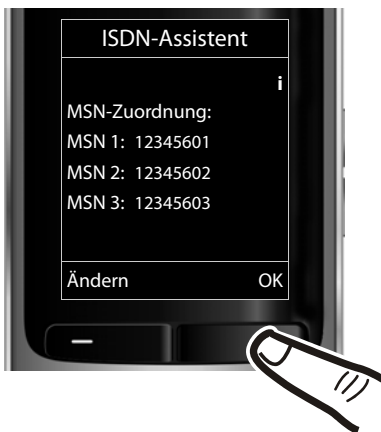 ISDN-Assistent
i
MSN-Zuordnung:
MSN 1: 12345601
MSN 2: 12345602
MSN 3: 12345603
Ändern OK